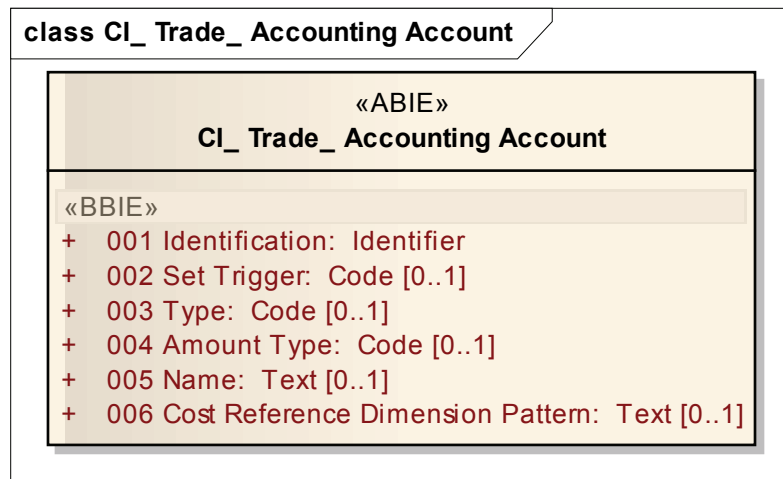 class CI_ Trade_ Accounting Account
«ABIE»
CI_ Trade_ Accounting Account
«BBIE»
+ 001 Identification: Identifier
+ 002 Set Trigger: Code [0..1]
+ 003 Type: Code [0..1]
+ 004 Amount Type: Code [0..1]
+ 005 Name: Text [0..1]
+ 006 Cost Reference Dimension Pattern: Text [0..1]